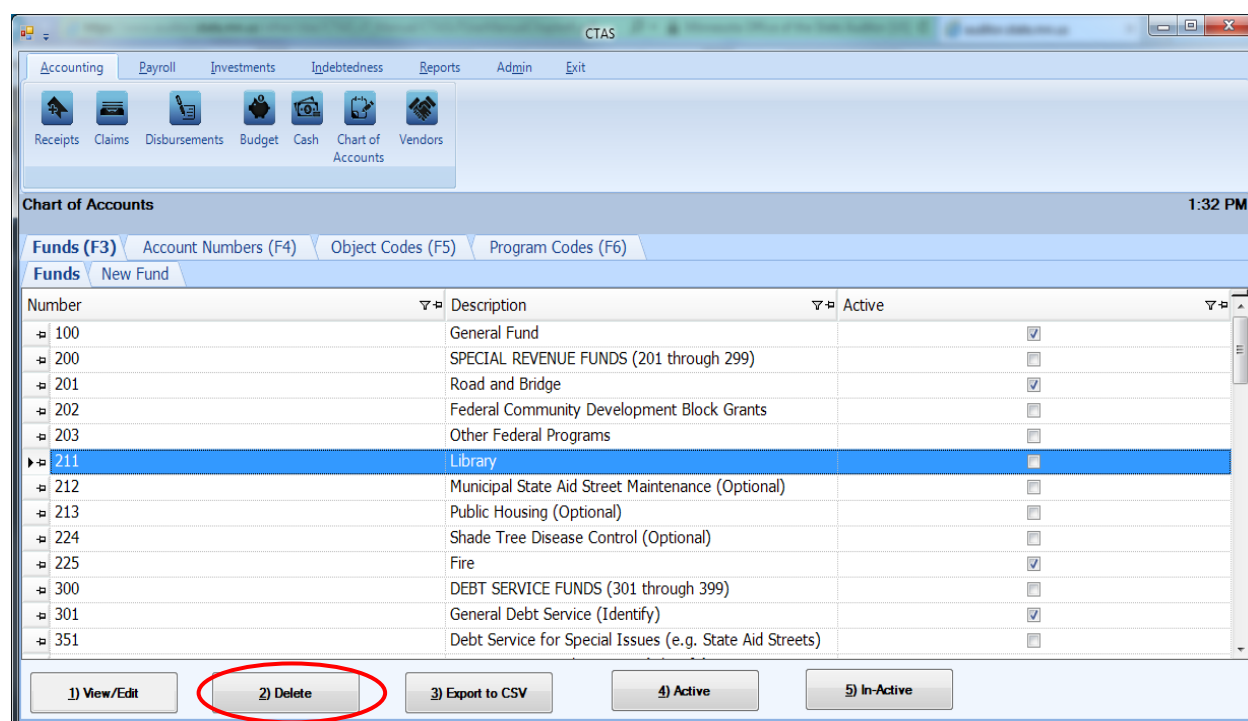 CTAS
Accounting Payroll Investments Indebtedness Reports Admin Exit
Receipts Claims Disbursements Budget Cash Chart of Accounts Vendors
Chart of Accounts 1:32 PM
Funds (F3) Account Numbers (F4) Object Codes (F5) Program Codes (F6)
Funds New Fund
Number Description Active
100 General Fund
200 SPECIAL REVENUE FUNDS (201 through 299)
201 Road and Bridge
202 Federal Community Development Block Grants
203 Other Federal Programs
211 Library
212 Municipal State Aid Street Maintenance (Optional)
213 Public Housing (Optional)
224 Shade Tree Disease Control (Optional)
225 Fire
300 DEBT SERVICE FUNDS (301 through 399)
301 General Debt Service (Identify)
351 Debt Service for Special Issues (e.g. State Aid Streets)
1) View/Edit 2) Delete 3) Export to CSV 4) Active 5) In-Active